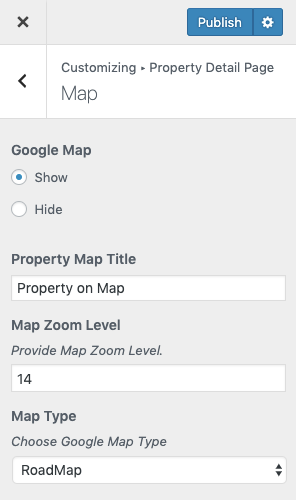 Publish
Customizing ▸ Property Detail Page
Map
Google Map
Show
Hide
Property Map Title
Property on Map
Map Zoom Level
Provide Map Zoom Level.
14
Map Type
Choose Google Map Type
RoadMap